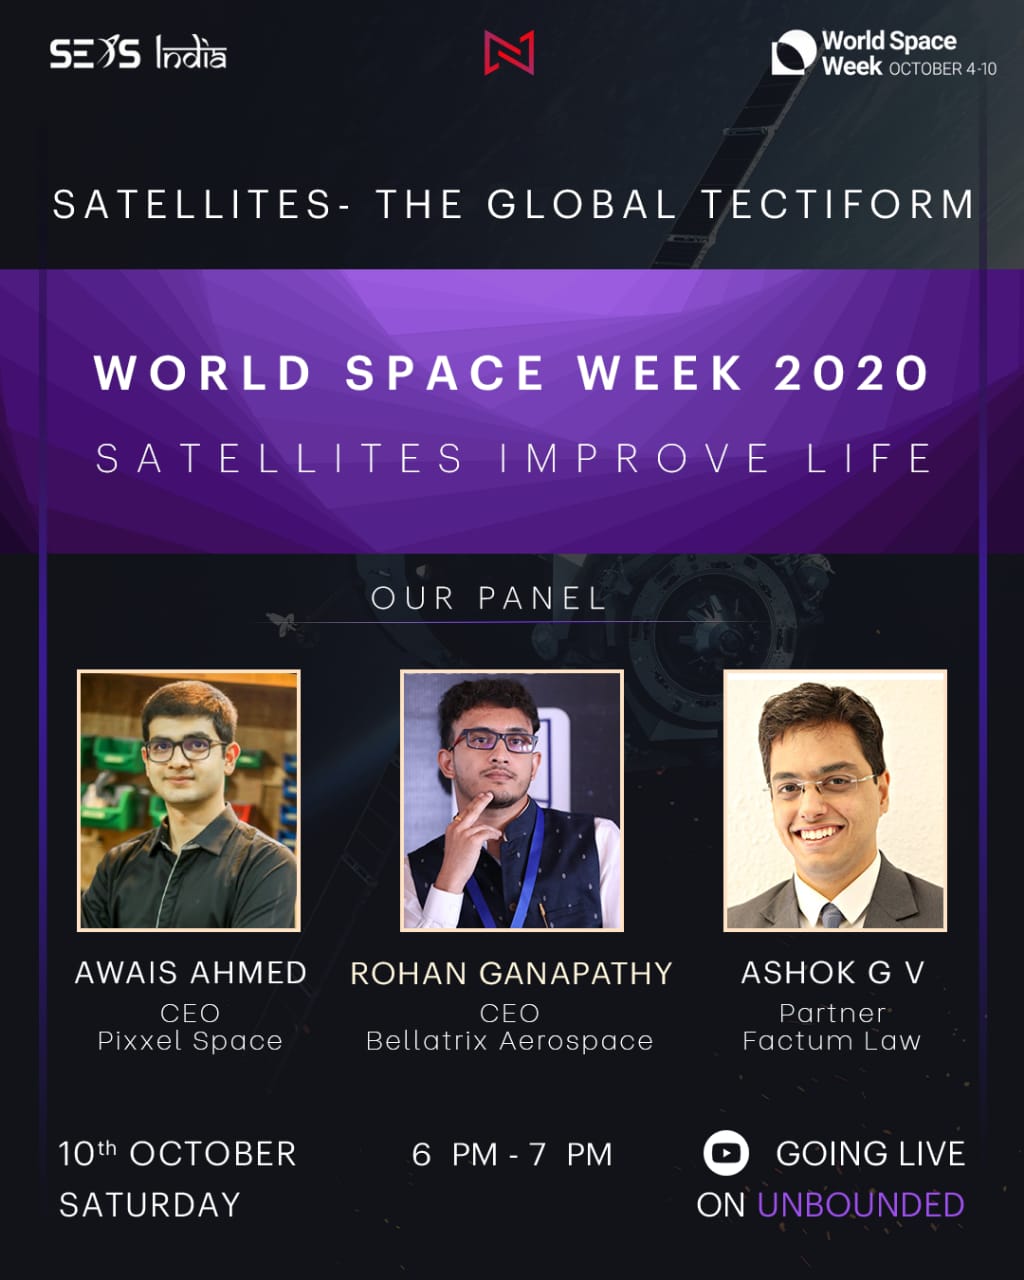 SEDS India
World Space
Week OCTOBER 4-10
SATELLITES- THE GLOBAL TECTIFORM
WORLD SPACE WEEK 2020
SATELLITES IMPROVE LIFE
OUR PANEL
AWAIS AHMED
CEO
Pixxel Space
ROHAN GANAPATHY
CEO
Bellatrix Aerospace
ASHOK G V
Partner
Factum Law
10th OCTOBER
SATURDAY
6 PM - 7 PM
GOING LIVE
ON UNBOUNDED